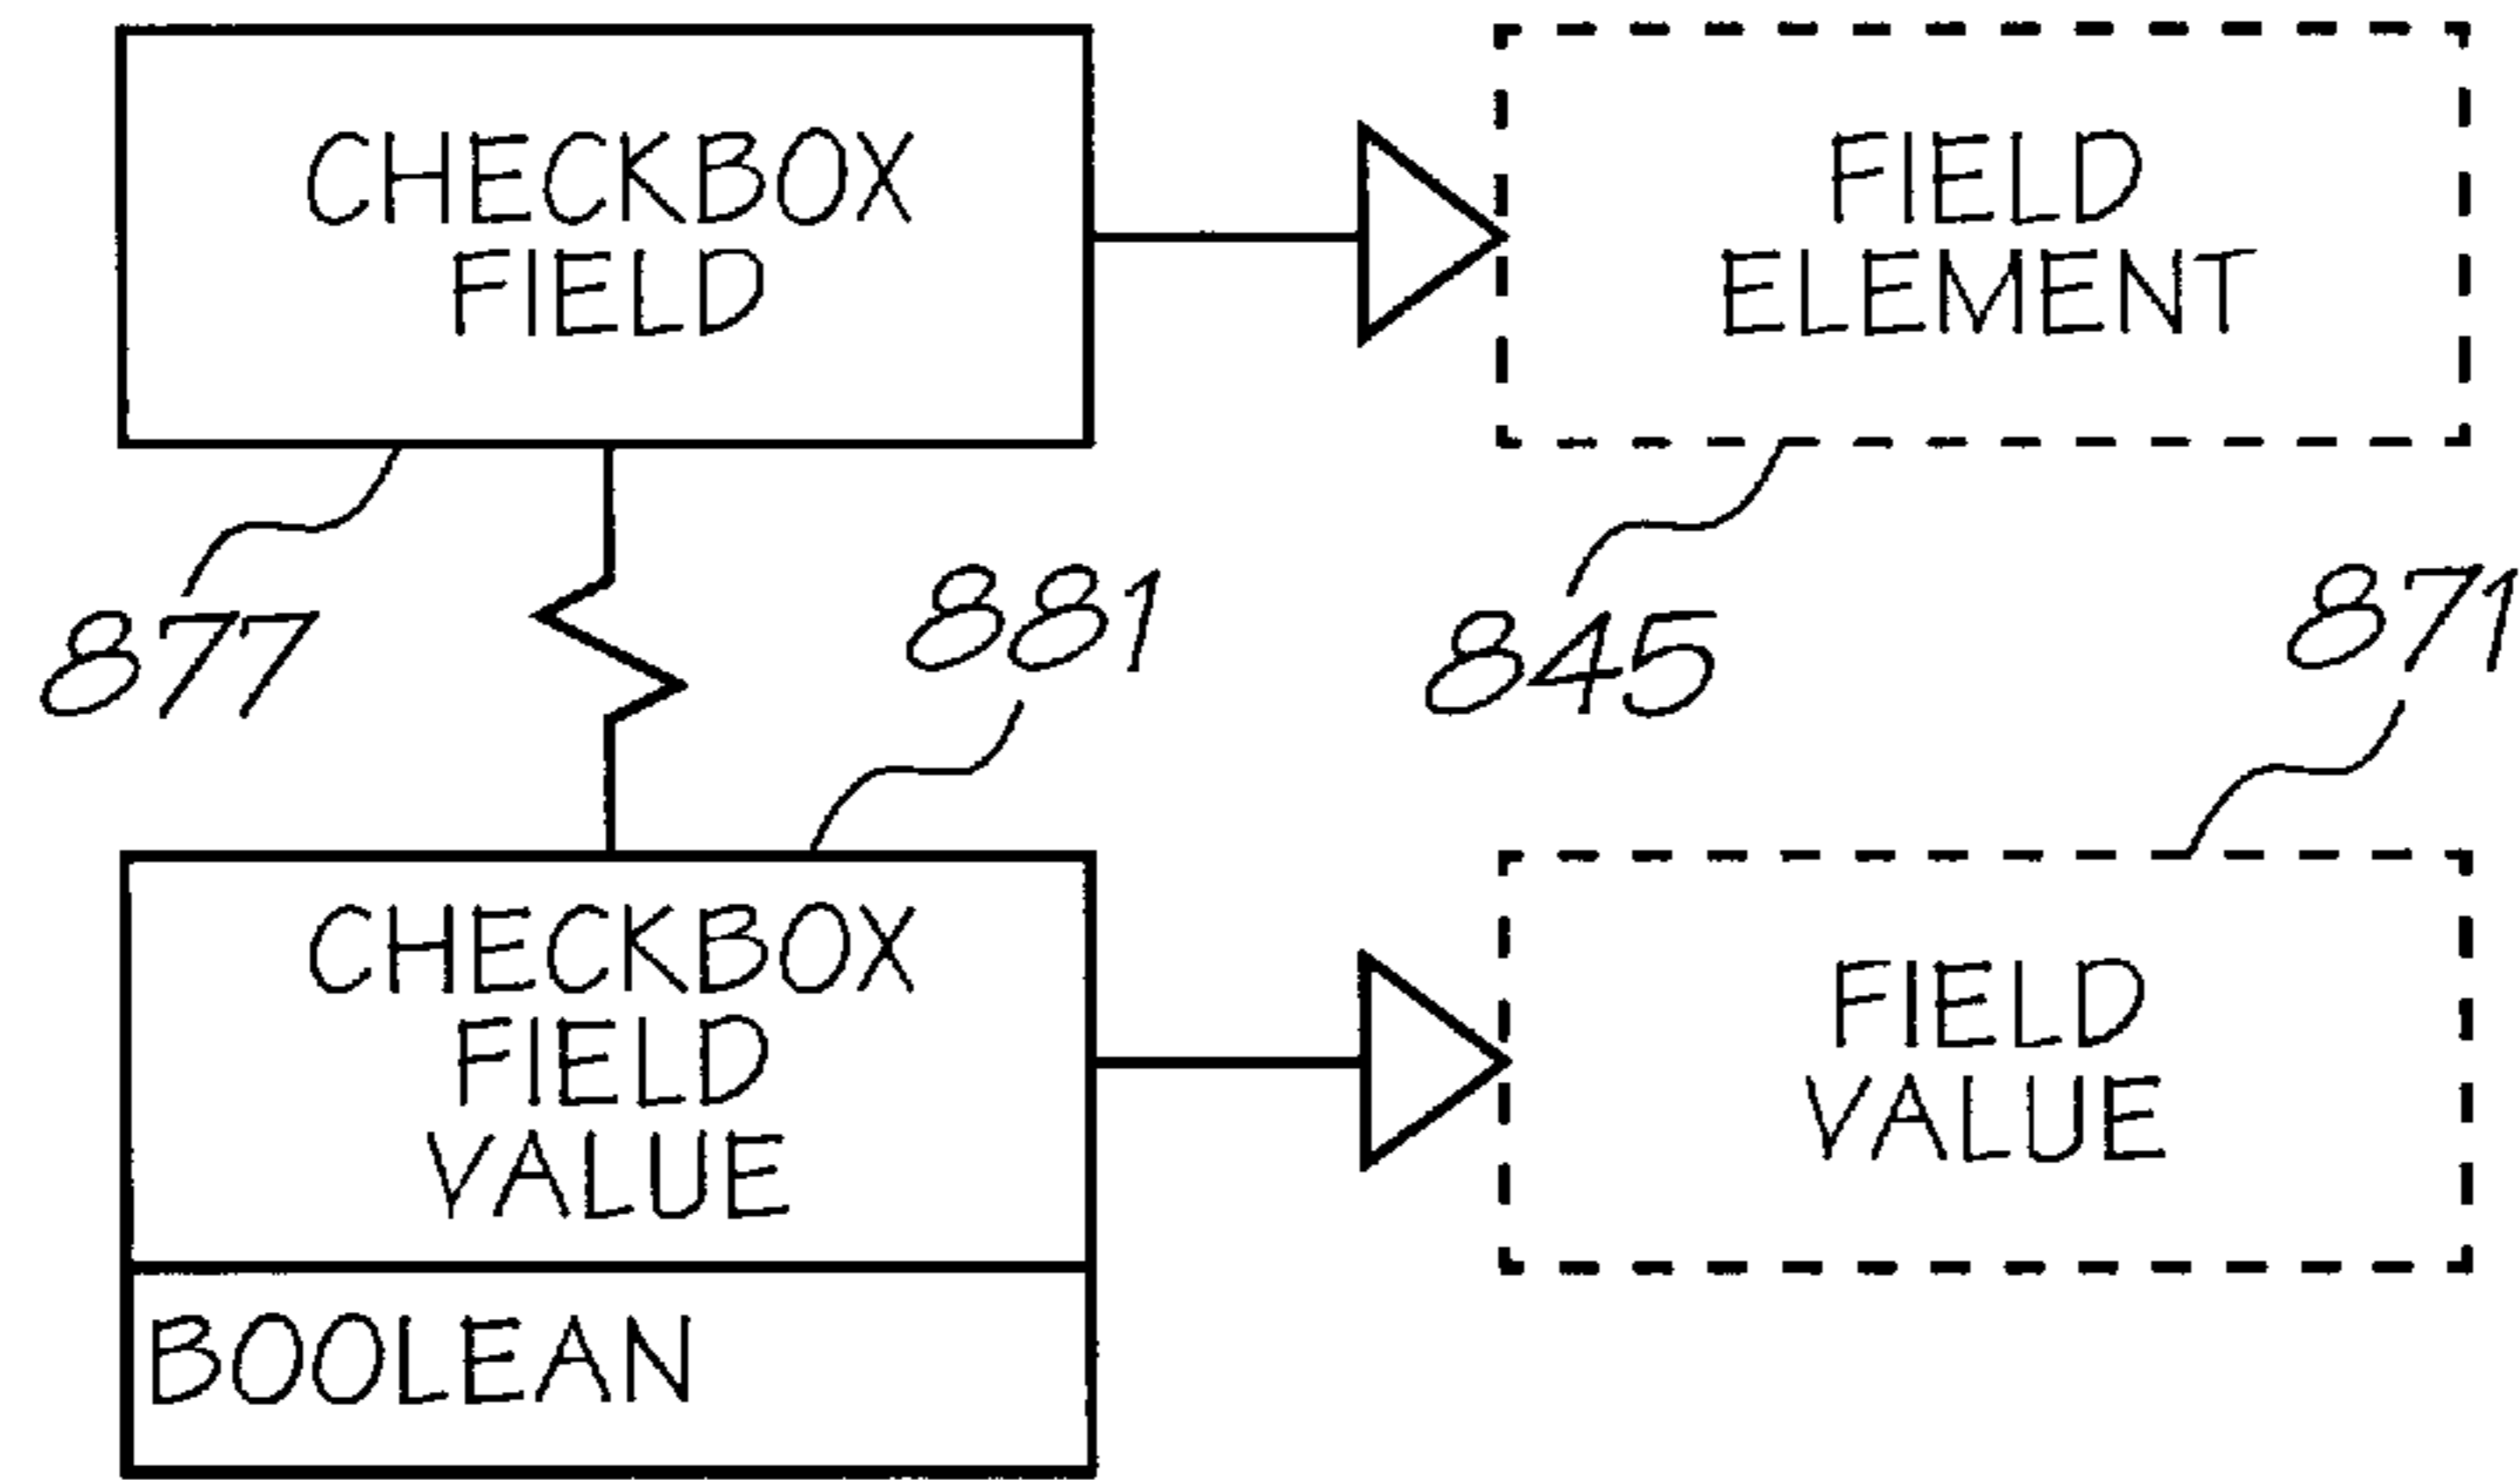 CHECKBOX
FIELD
FIELD
ELEMENT
877
881
845
871
CHECKBOX
FIELD
VALUE
BOOLEAN
FIELD
VALUE